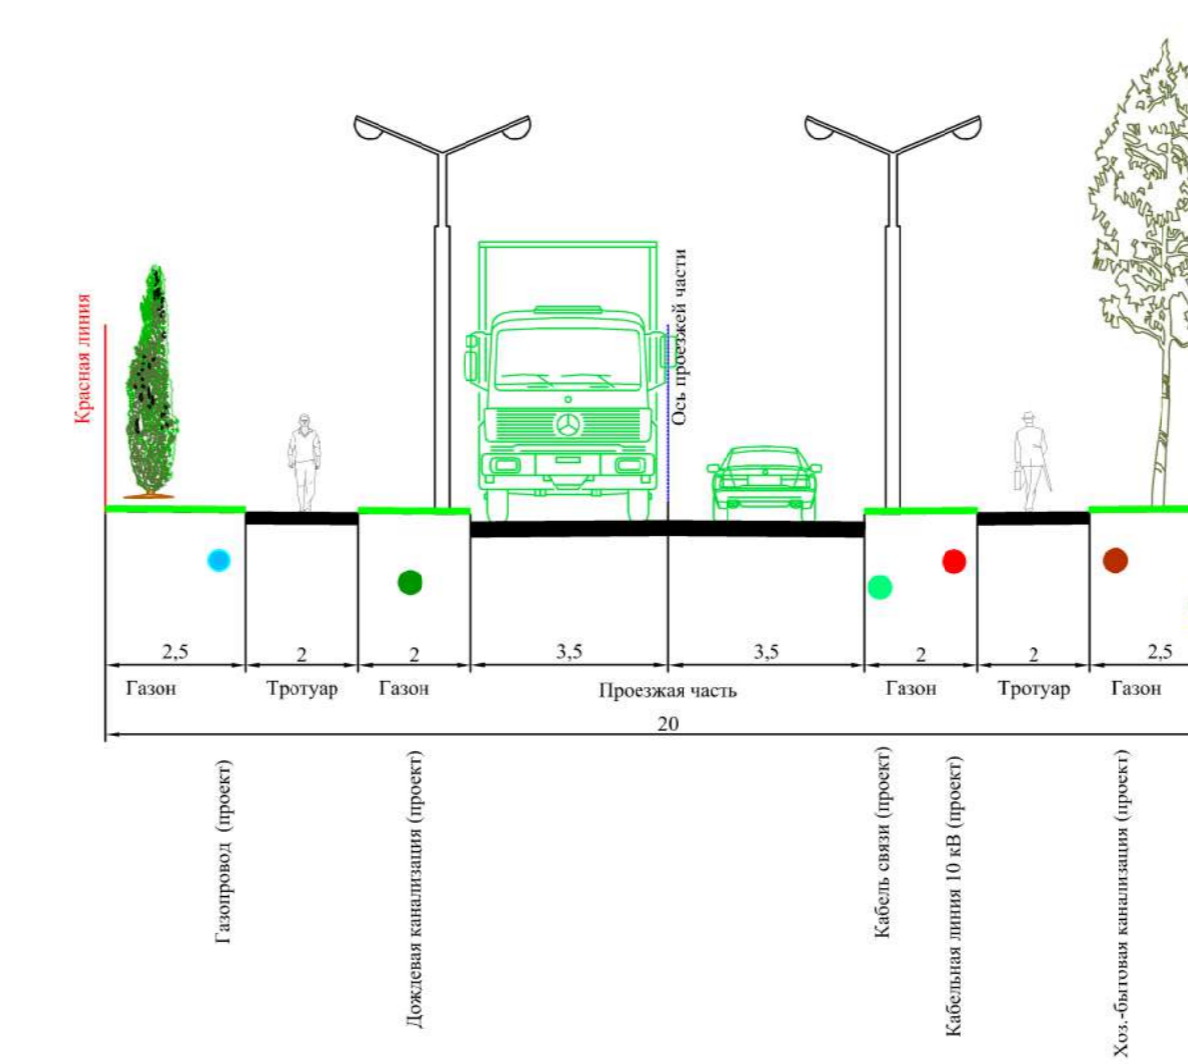 Красная линия
Ось проезжей части
2,5
2
2
3,5
3,5
2
2
2,5
Газон
Тротуар
Газон
Проезжая часть
Газон
Тротуар
Газон
20
Газопровод (проект)
Дождевая канализация (проект)
Кабель связи (проект)
Кабельная линия 10 кВ (проект)
Хоз.-бытовая канализация (проект)